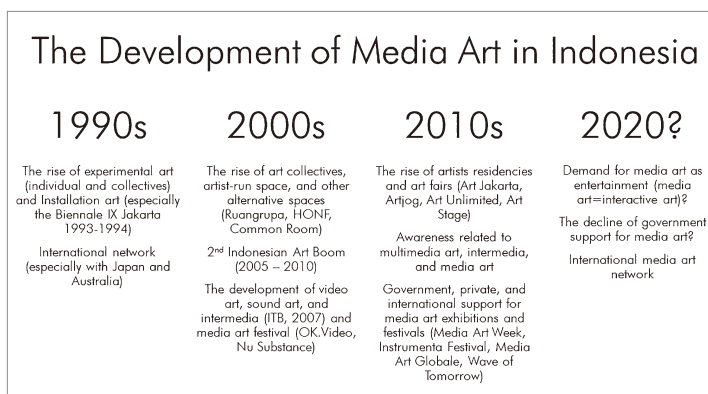 The Development of Media Art in Indonesia
1990s
The rise of experimental art
(individual and collectives)
and Installation art (especially
the Biennale IX Jakarta
1993-1994)
International network
(especially with Japan and
Australia)
2000s
The rise of art collectives,
artist-run space, and other
alternative spaces
(Ruangrupa, HONF,
Common Room)
2nd Indonesian Art Boom
(2005 – 2010)
The development of video
art, sound art, and
intermedia (ITB, 2007) and
media art festival (OK.Video,
Nu Substance)
2010s
The rise of artists residencies
and art fairs (Art Jakarta,
Artjog, Art Unlimited, Art
Stage)
Awareness related to
multimedia art, intermedia,
and media art
Government, private, and
international support for
media art exhibitions and
festivals (Media Art Week,
Instrumenta Festival, Media
Art Globale, Wave of
Tomorrow)
2020?
Demand for media art as
entertainment (media
art=interactive art)?
The decline of government
support for media art?
International media art
network